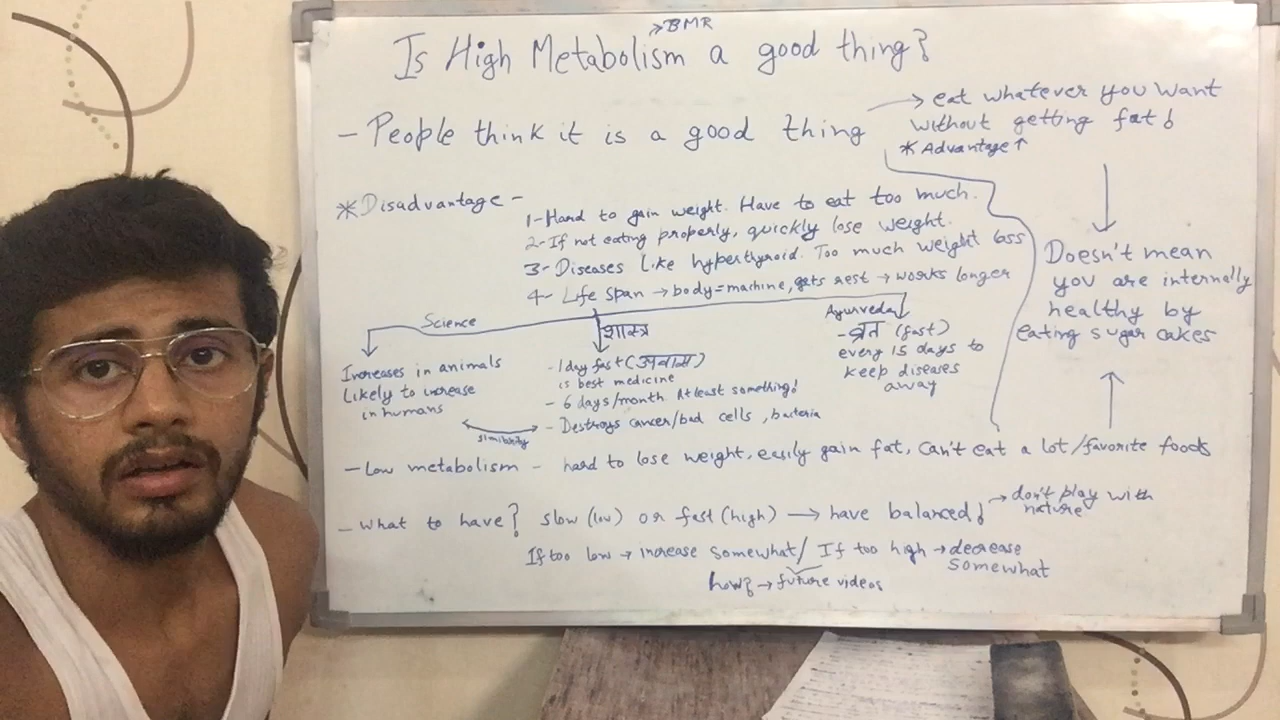 → BMR
Is High Metabolism a good thing?
- People think it is a good thing
→ eat whatever you want
without getting fat!
* Advantage ↑
* Disadvantage -
1- Hard to gain weight. Have to eat too much.
2- If not eating properly, quickly lose weight.
3- Diseases like hyperthyroid. Too much weight loss
4- Life span → body = machine, gets rest → works longer
Doesn't mean
you are internally
healthy by
eating sugar cakes
Science
Increases in animals
Likely to increase
in humans
शास्त्र
- 1 day fast (उपवास)
is best medicine
- 6 days/month At least something!
- Destroys cancer/bad cells, bacteria
similarity
Ayurveda
- व्रत (fast)
every 15 days to
keep diseases
away
- Low metabolism - hard to lose weight, easily gain fat, can't eat a lot/favorite foods
- What to have? slow (low) or fast (high) → have balanced!
→ don't play with
nature
If too low → increase somewhat/ If too high → decrease
somewhat
how? → future videos